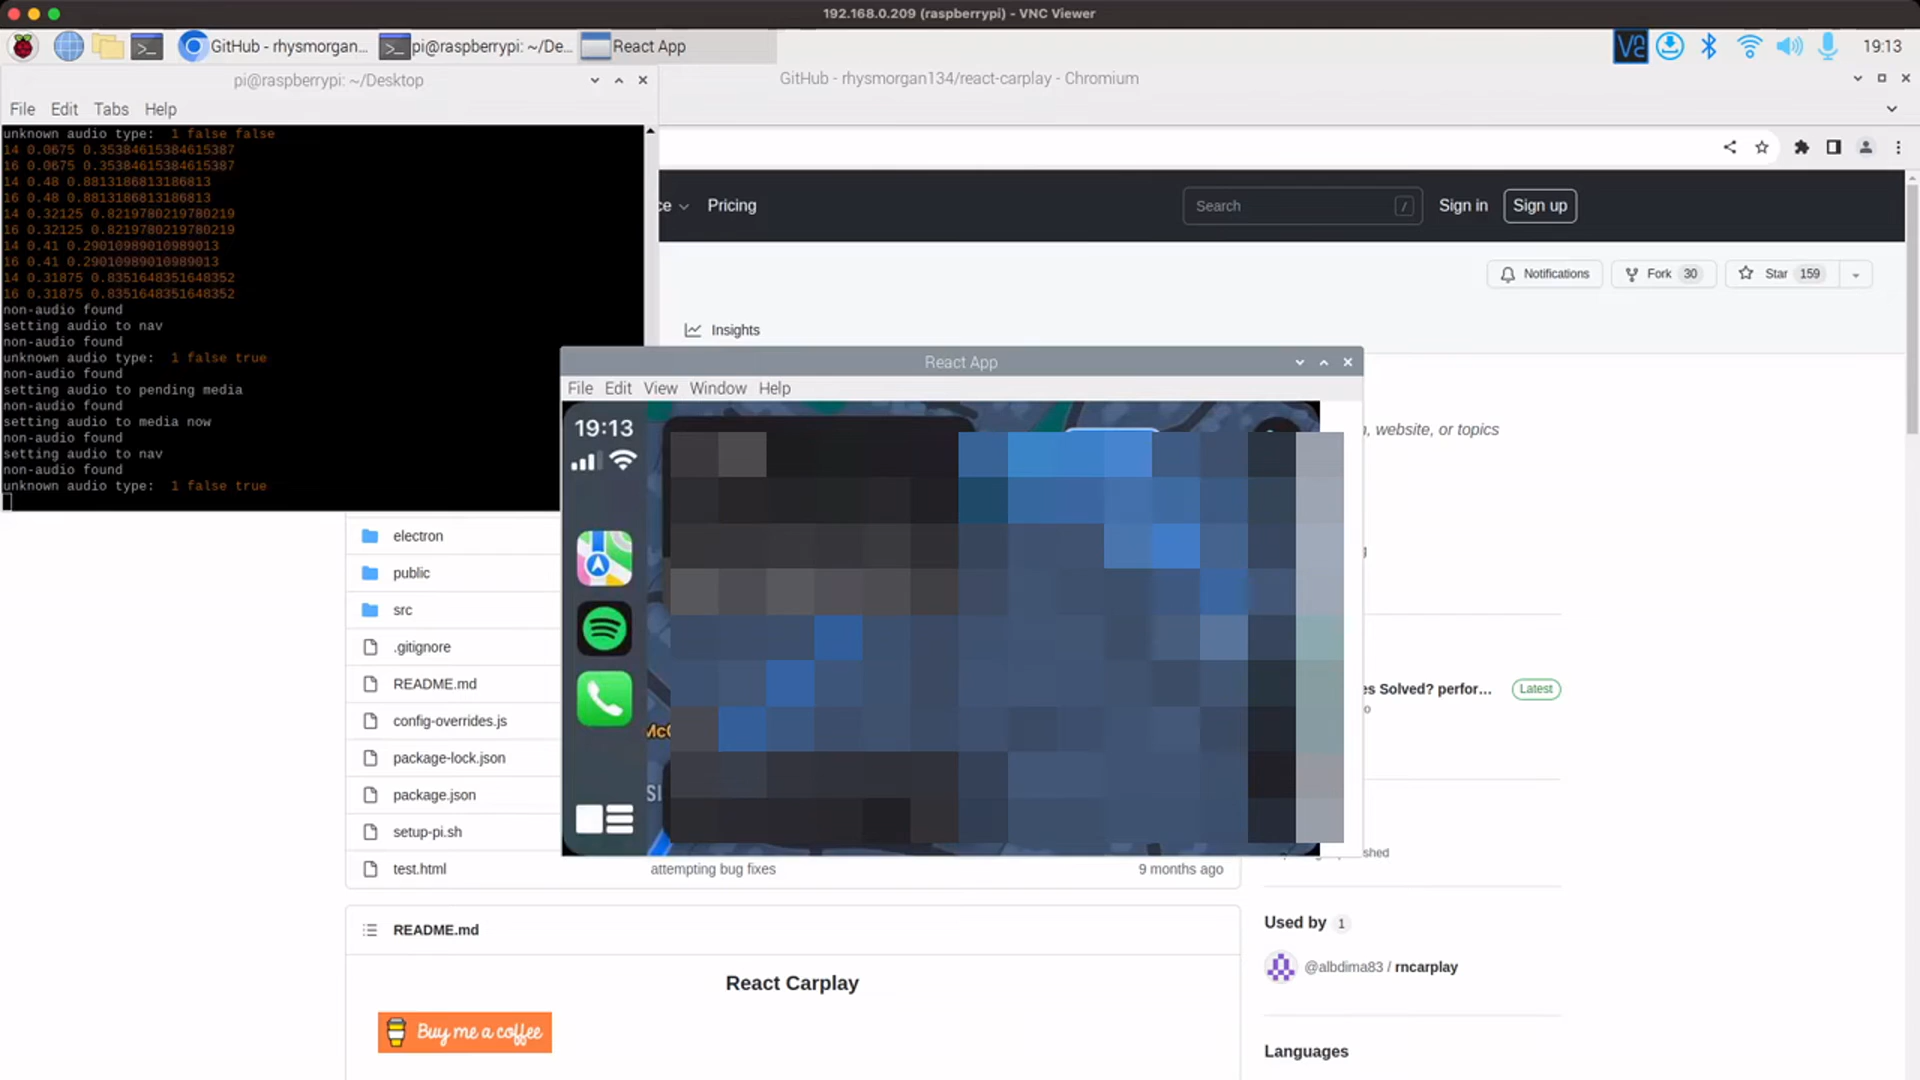 192.168.0.209 (raspberrypi) - VNC Viewer
GitHub - rhysmorgan...
pi@raspberrypi: ~/De...
React App
19:13
pi@raspberrypi: ~/Desktop
GitHub - rhysmorgan134/react-carplay - Chromium
File Edit Tabs Help
unknown audio type: 1 false false
14 0.0675 0.35384615384615387
16 0.0675 0.35384615384615387
14 0.48 0.8813186813186813
16 0.48 0.8813186813186813
14 0.32125 0.8219780219780219
16 0.32125 0.8219780219780219
14 0.41 0.29010989010989013
16 0.41 0.29010989010989013
14 0.31875 0.8351648351648352
16 0.31875 0.8351648351648352
non-audio found
setting audio to nav
non-audio found
unknown audio type: 1 false true
non-audio found
setting audio to pending media
non-audio found
setting audio to media now
non-audio found
setting audio to nav
non-audio found
unknown audio type: 1 false true
ce
Pricing
Search /
Sign in
Sign up
Notifications
Fork 30
Star 159
Insights
React App
File Edit View Window Help
19:13
McC
SI
, website, or topics
electron
public
src
.gitignore
README.md
config-overrides.js
package-lock.json
package.json
setup-pi.sh
test.html
attempting bug fixes
9 months ago
es Solved? perfor...
Latest
shed
README.md
React Carplay
Buy me a coffee
Used by 1
@albdima83 / rncarplay
Languages